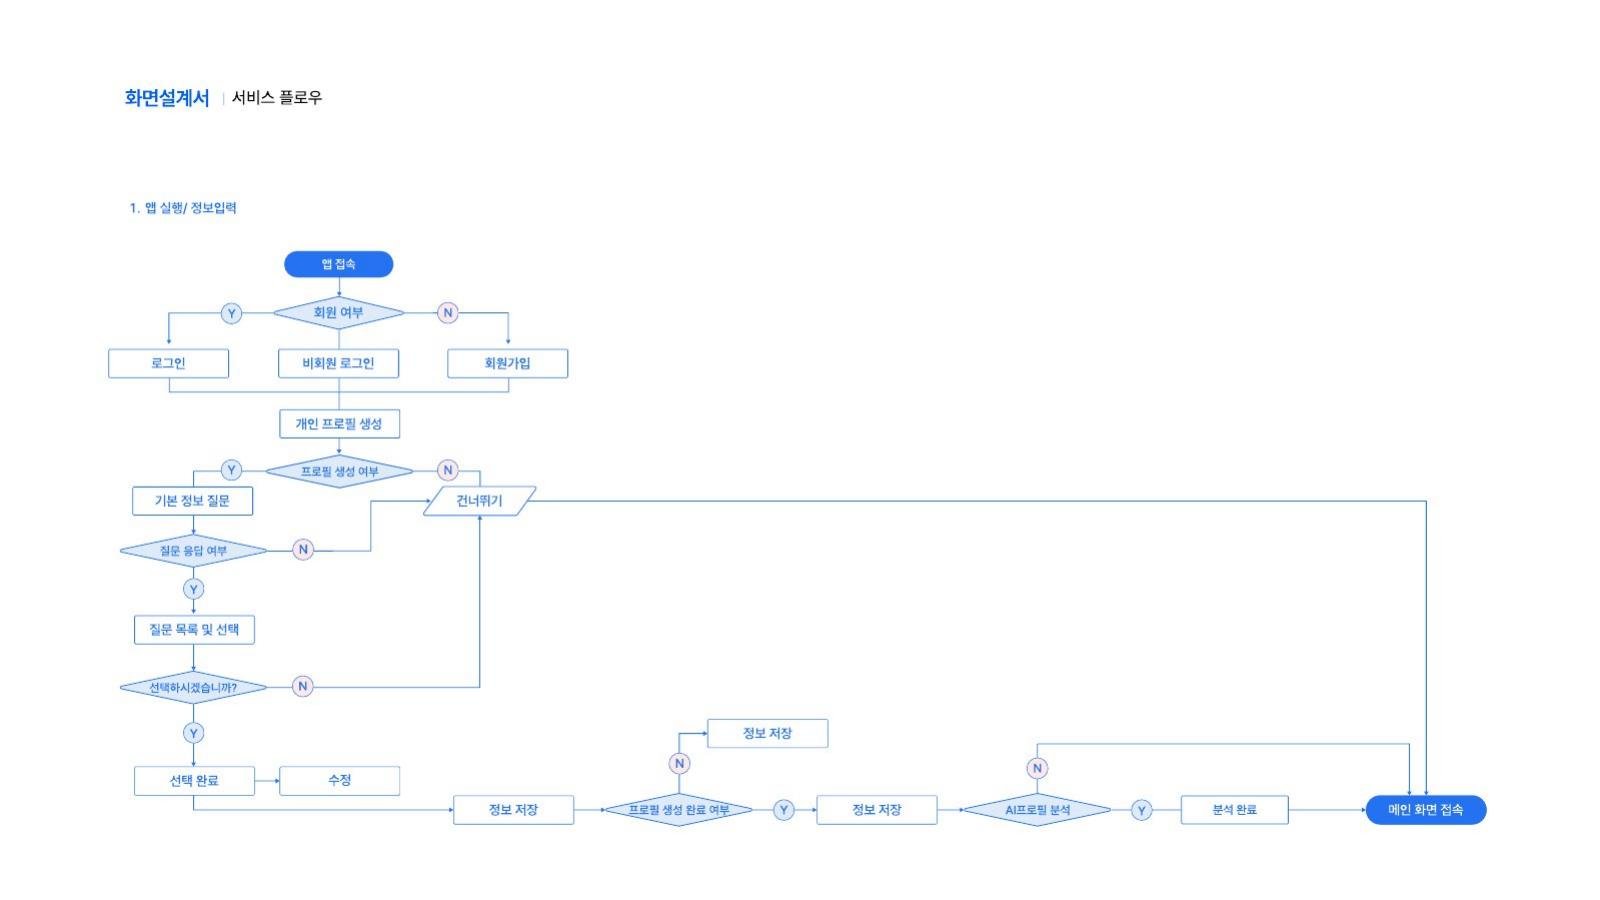 화면설계서 | 서비스 플로우
1. 앱 실행/ 정보입력
앱 접속
Y
회원 여부
N
로그인
비회원 로그인
회원가입
개인 프로필 생성
Y
프로필 생성 여부
N
기본 정보 질문
건너뛰기
질문 응답 여부
N
Y
질문 목록 및 선택
선택하시겠습니까?
N
Y
정보 저장
N
N
선택 완료
수정
정보 저장
프로필 생성 완료 여부
Y
정보 저장
AI프로필 분석
Y
분석 완료
메인 화면 접속